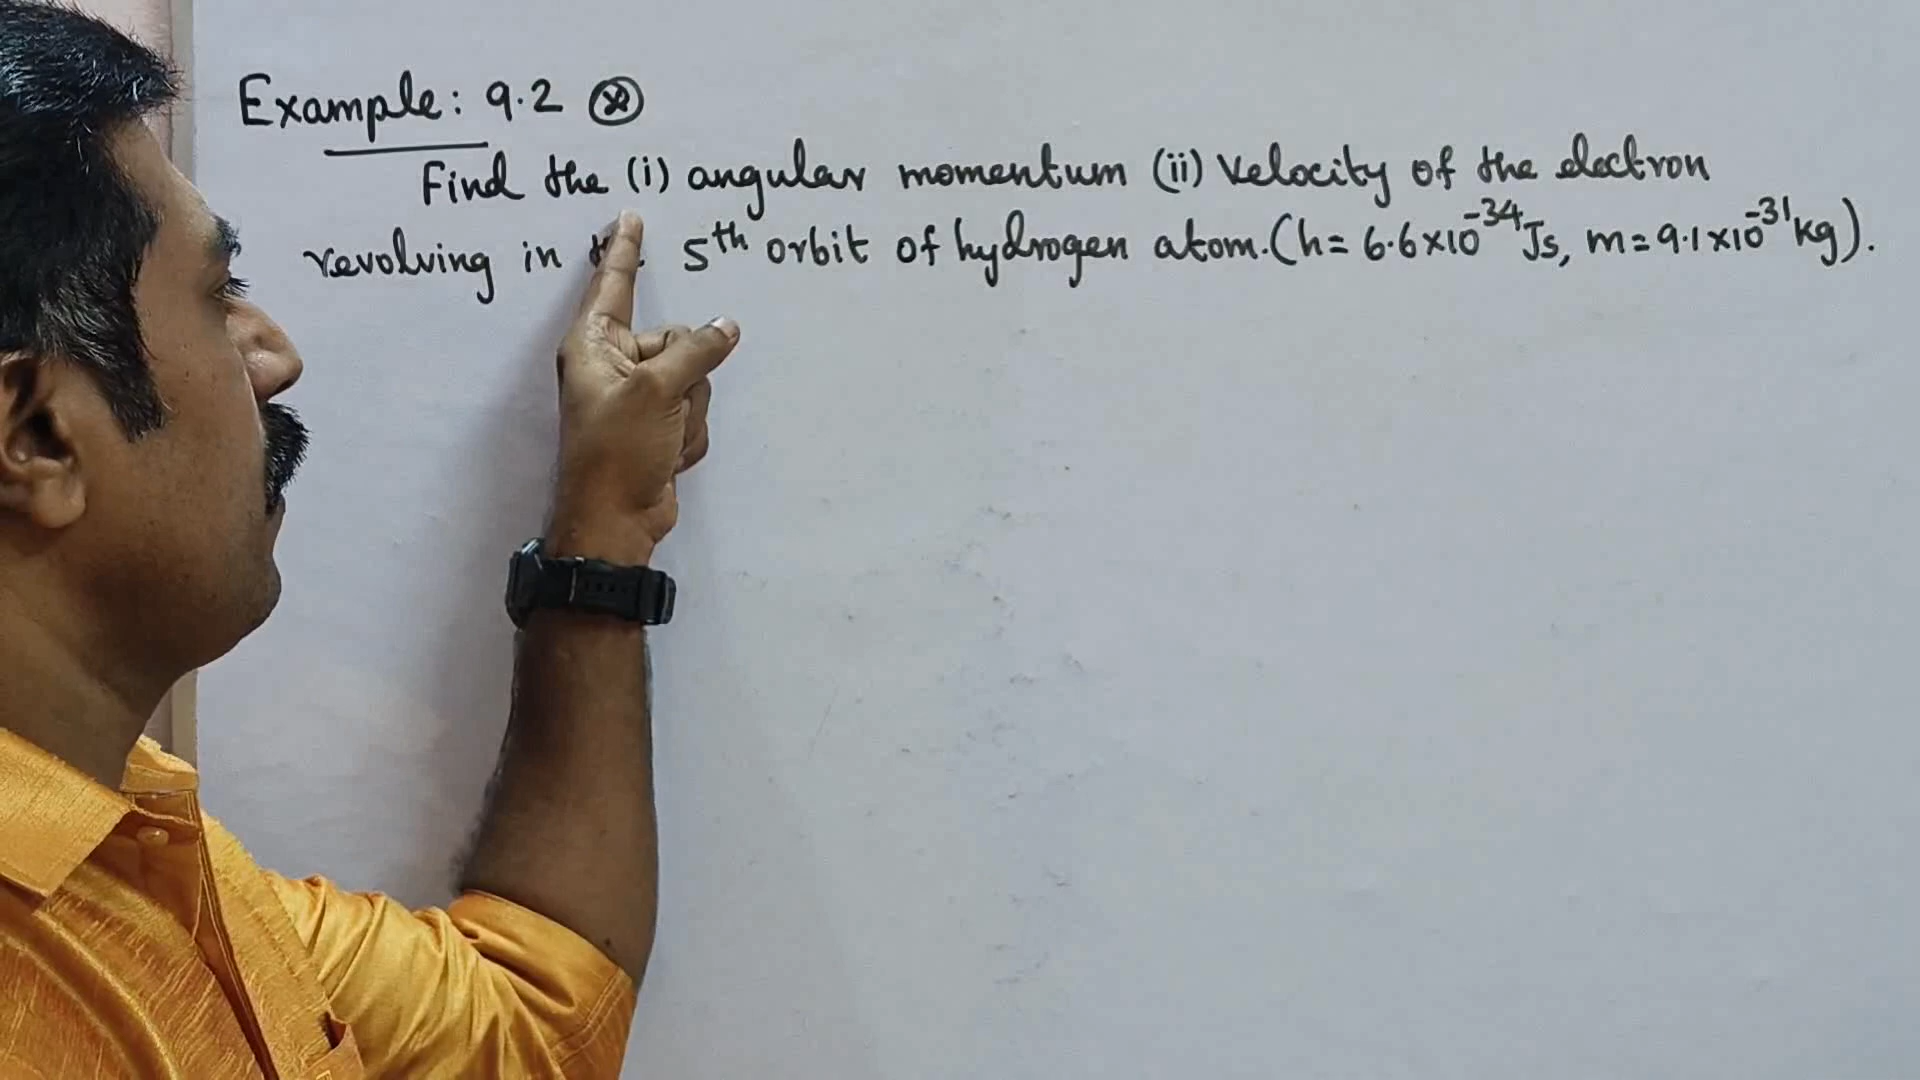 Example: 9.2
Find the (i) angular momentum (ii) Velocity of the electron
revolving in 5th orbit of hydrogen atom. (h = 6.6×10⁻³⁴Js, m = 9.1×10⁻³¹kg).